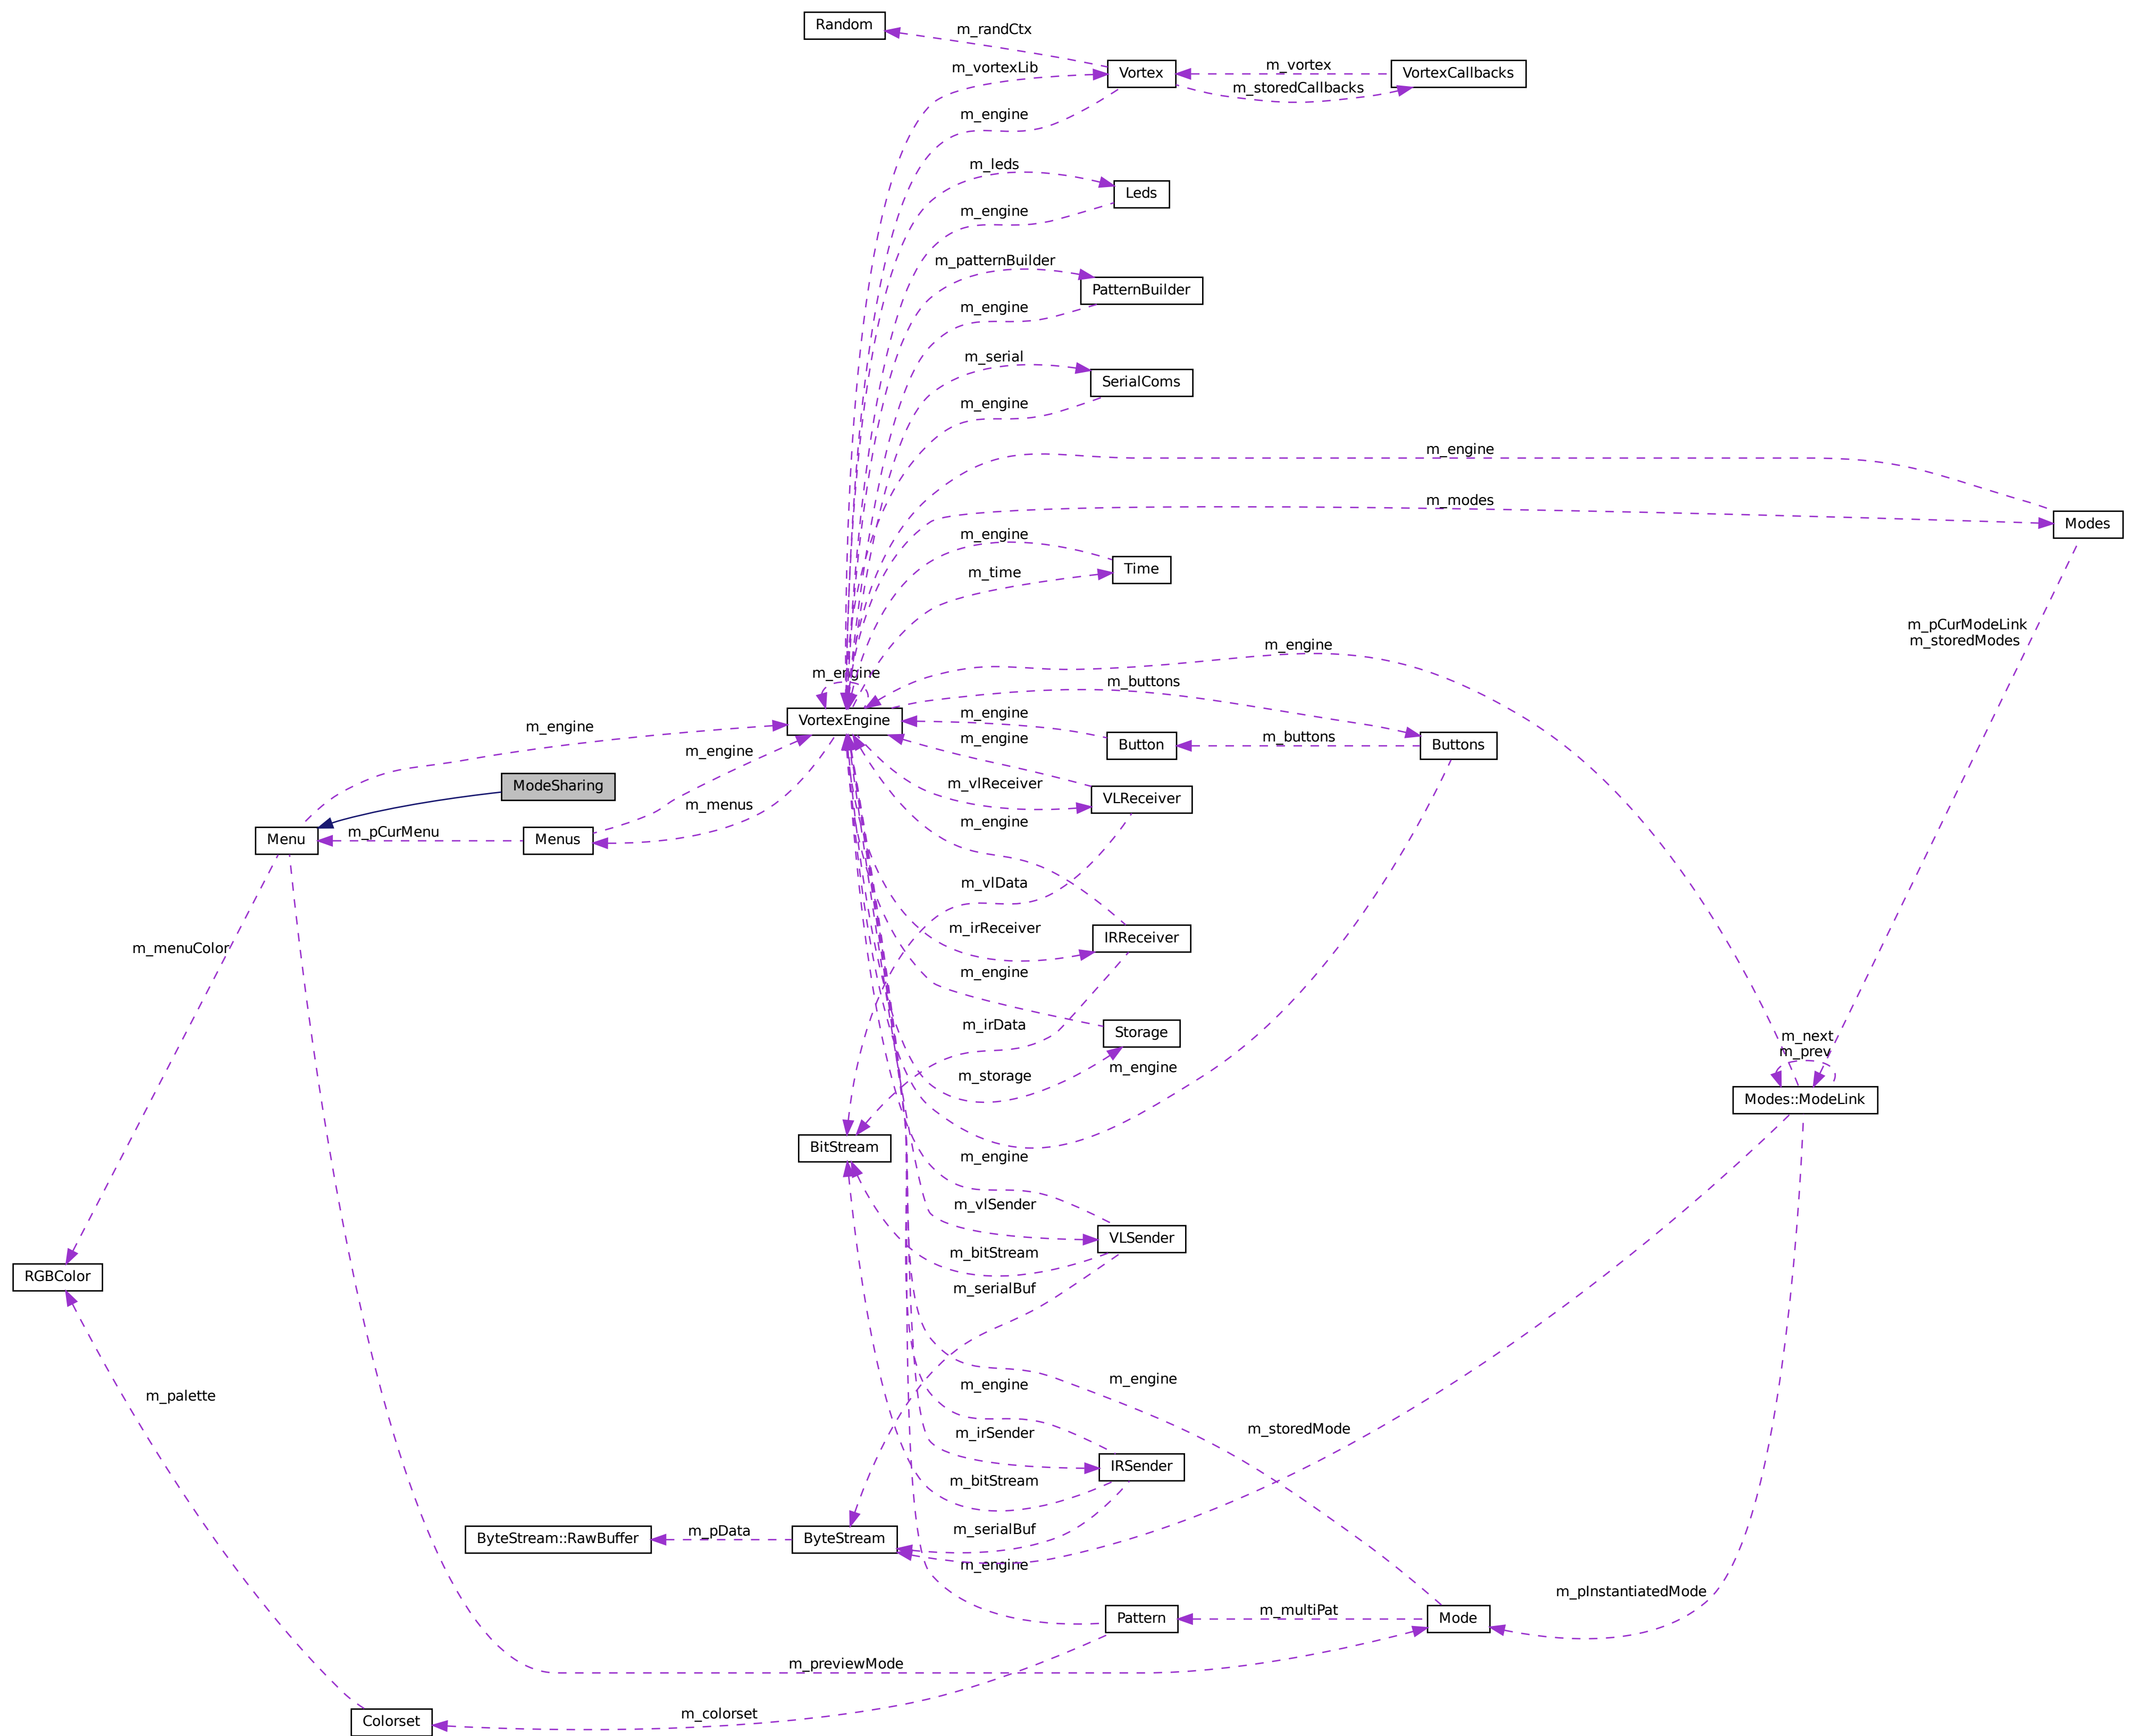 Random
m_randCtx
m_vortexLib
Vortex
m_vortex
VortexCallbacks
m_storedCallbacks
m_engine
m_leds
Leds
m_engine
m_patternBuilder
PatternBuilder
m_engine
m_serial
SerialComs
m_engine
m_engine
m_modes
Modes
m_engine
Time
m_time
m_pCurModeLink
m_storedModes
m_engine
m_engine
m_buttons
VortexEngine
m_engine
m_engine
m_engine
Button
m_buttons
Buttons
m_engine
m_engine
ModeSharing
m_vlReceiver
VLReceiver
m_menus
m_engine
Menu
m_pCurMenu
Menus
m_vlData
m_menuColor
m_irReceiver
IRReceiver
m_engine
m_irData
Storage
m_next
m_prev
m_storage
m_engine
Modes::ModeLink
BitStream
m_engine
m_vlSender
VLSender
m_bitStream
RGBColor
m_serialBuf
m_palette
m_engine
m_engine
m_storedMode
m_irSender
IRSender
m_bitStream
m_serialBuf
ByteStream::RawBuffer
m_pData
ByteStream
m_engine
m_pInstantiatedMode
Pattern
m_multiPat
Mode
m_previewMode
m_colorset
Colorset